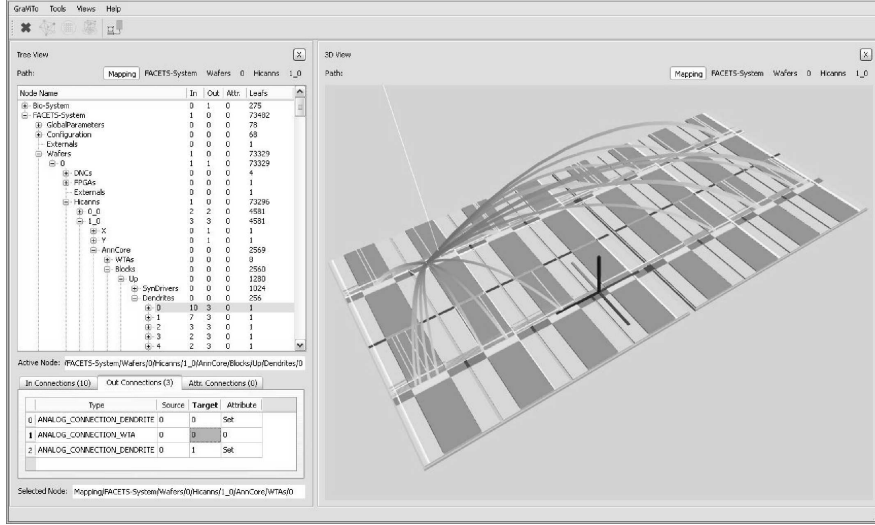 GraViTo Tools Views Help
Tree View X
Path: Mapping FACETS-System Wafers 0 Hicanns 1_0
Node Name In Out Attr. Leafs
Bio-System 0 1 0 275
FACETS-System 1 0 0 73482
GlobalParameters 0 0 0 78
Configuration 0 0 0 68
Externals 0 0 0 1
Wafers 1 0 0 73329
0 1 1 0 73329
DNCs 0 0 0 4
FPGAs 0 0 0 1
Externals 0 0 0 1
Hicanns 1 0 0 73296
0_0 2 2 0 4581
1_0 3 3 0 4581
X 0 1 0 1
Y 0 1 0 1
AnnCore 0 0 0 2569
WTAs 0 0 0 8
Blocks 0 0 0 2560
Up 0 0 0 1280
SynDrivers 0 0 0 1024
Dendrites 0 0 0 256
0 10 3 0 1
1 7 3 0 1
2 3 3 0 1
3 2 3 0 1
4 2 3 0 1
Active Node: /FACETS-System/Wafers/0/Hicanns/1_0/AnnCore/Blocks/Up/Dendrites/0
In Connections (10) Out Connections (3) Attr. Connections (0)
Type Source Target Attribute
0 ANALOG_CONNECTION_DENDRITE 0 0 Set
1 ANALOG_CONNECTION_WTA 0 0 0
2 ANALOG_CONNECTION_DENDRITE 0 1 Set
Selected Node: Mapping/FACETS-System/Wafers/0/Hicanns/1_0/AnnCore/WTAs/0
3D View X
Path: Mapping FACETS-System Wafers 0 Hicanns 1_0